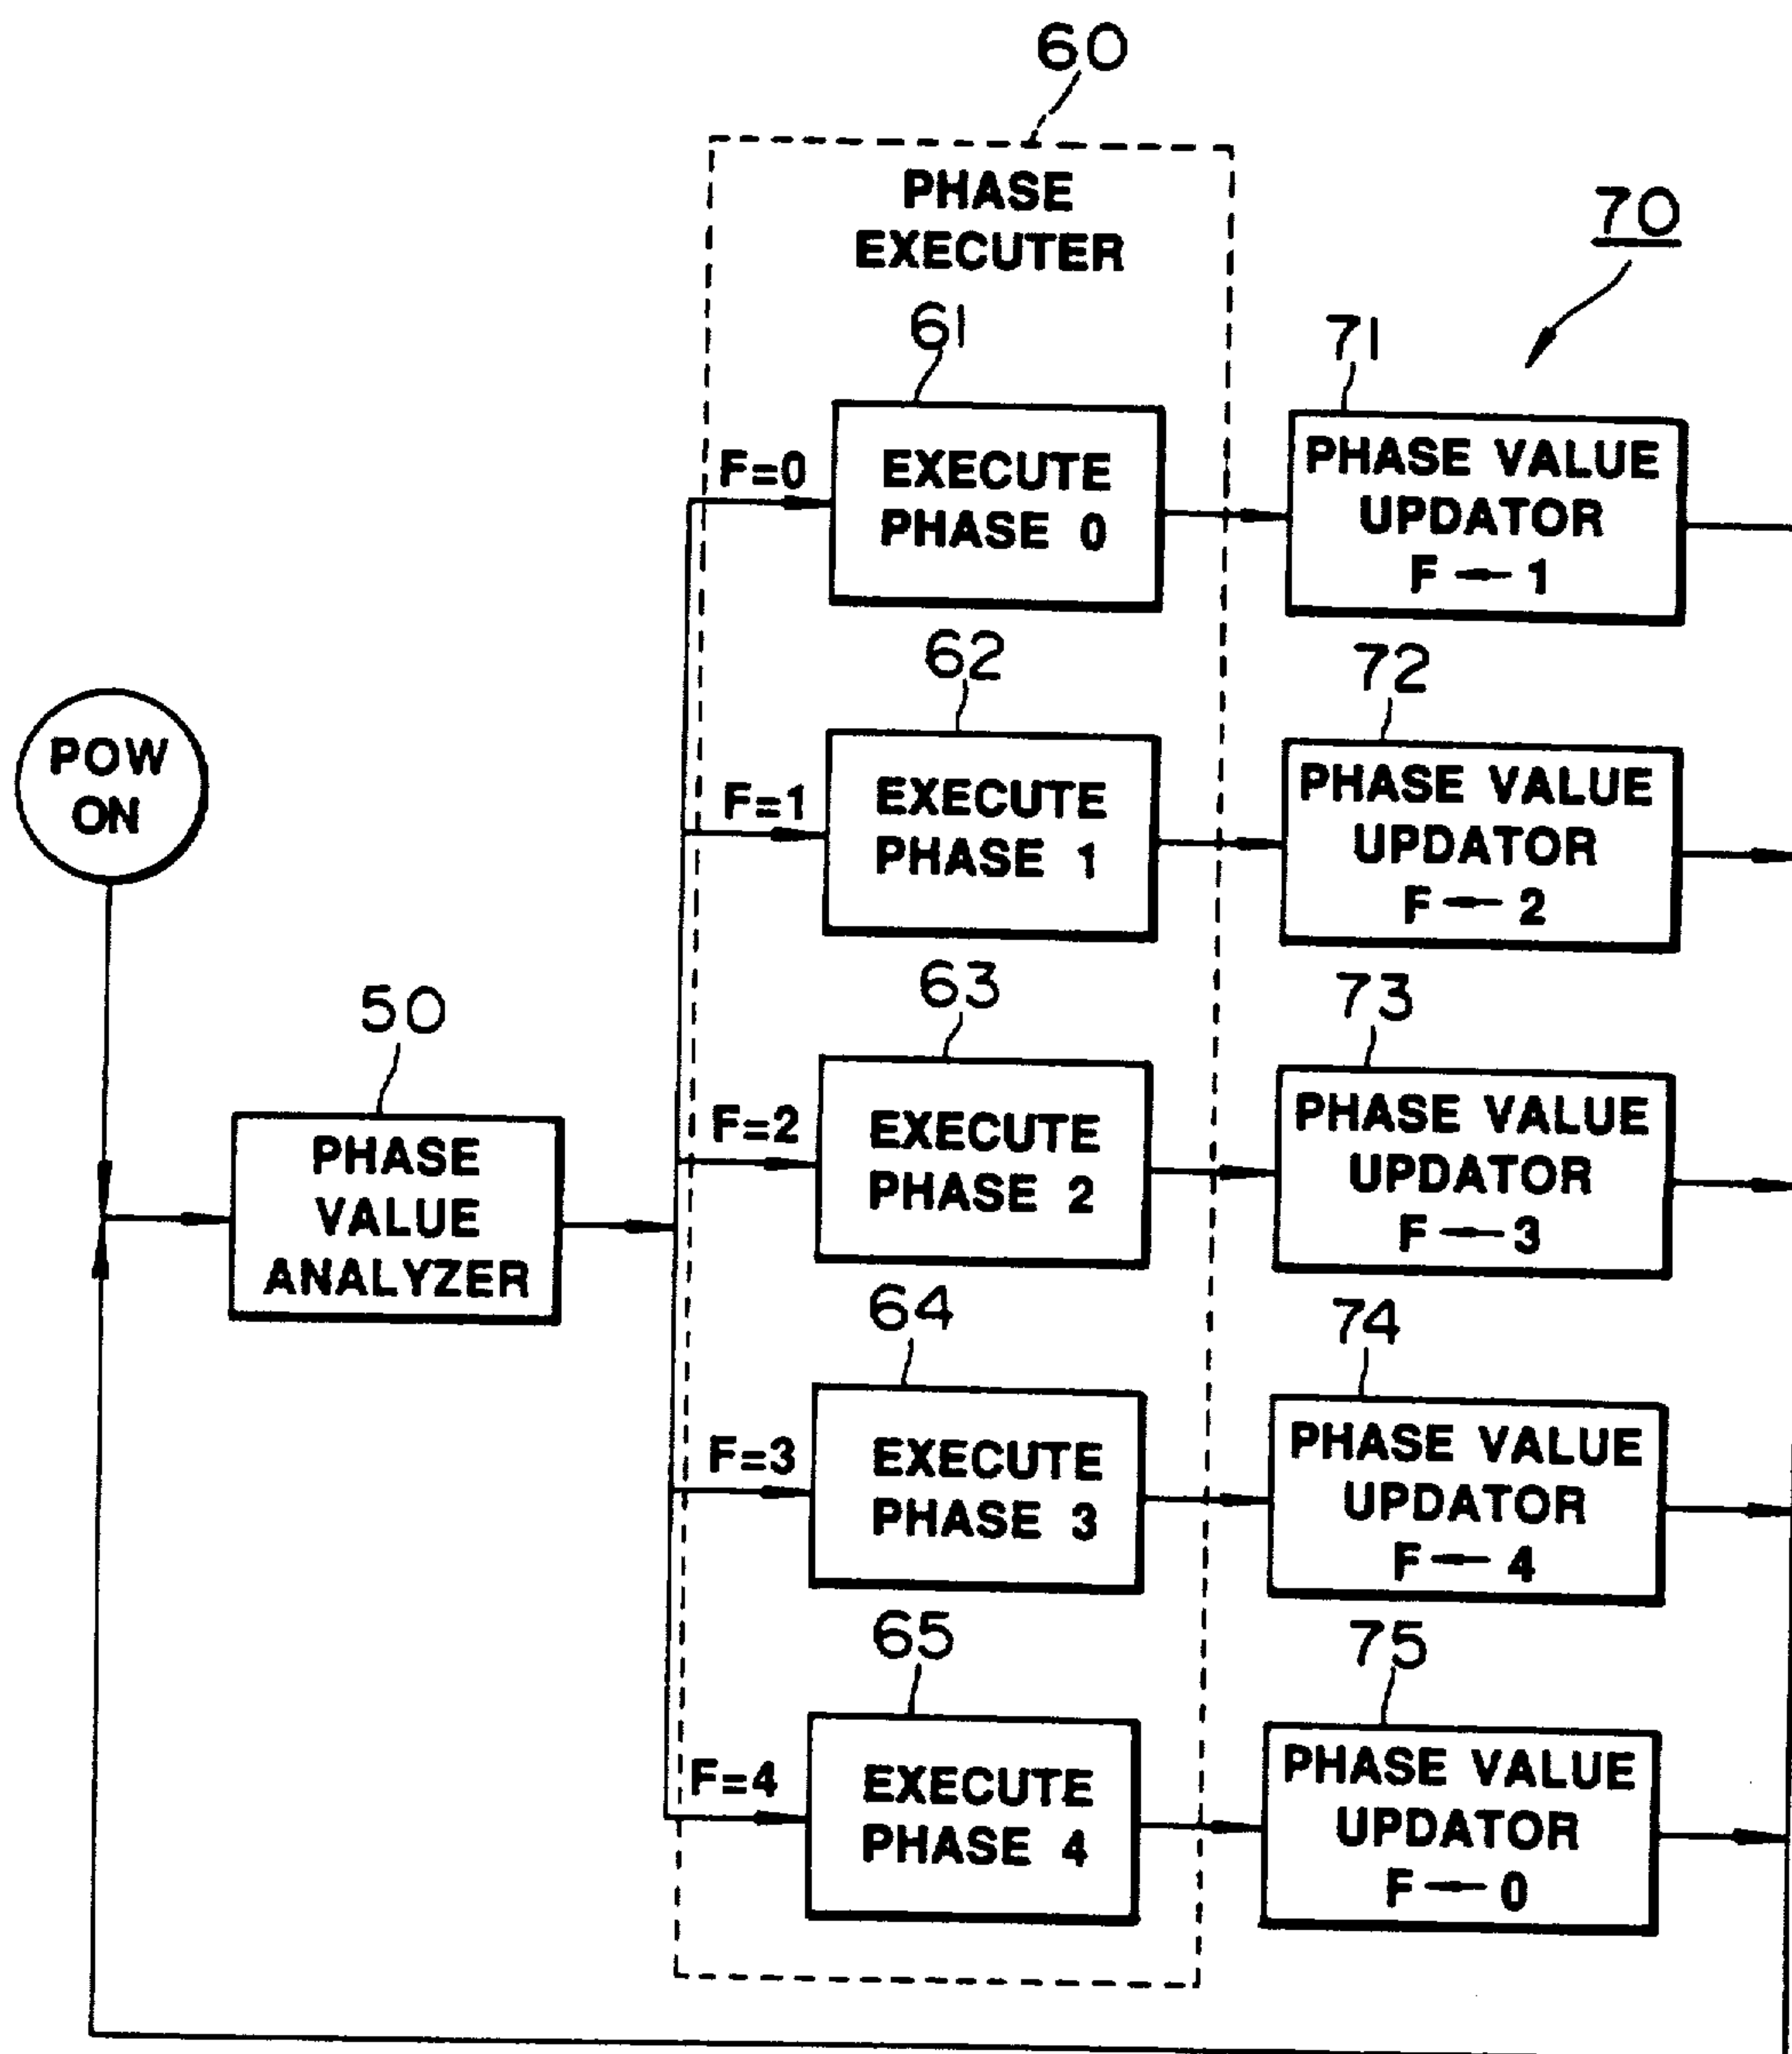 60
PHASE
EXECUTER
70
61
71
F=0
EXECUTE
PHASE 0
PHASE VALUE
UPDATOR
F ← 1
62
72
POW
ON
F=1
EXECUTE
PHASE 1
PHASE VALUE
UPDATOR
F ← 2
50
63
73
PHASE
VALUE
ANALYZER
F=2
EXECUTE
PHASE 2
PHASE VALUE
UPDATOR
F ← 3
64
74
F=3
EXECUTE
PHASE 3
PHASE VALUE
UPDATOR
F ← 4
65
75
F=4
EXECUTE
PHASE 4
PHASE VALUE
UPDATOR
F ← 0